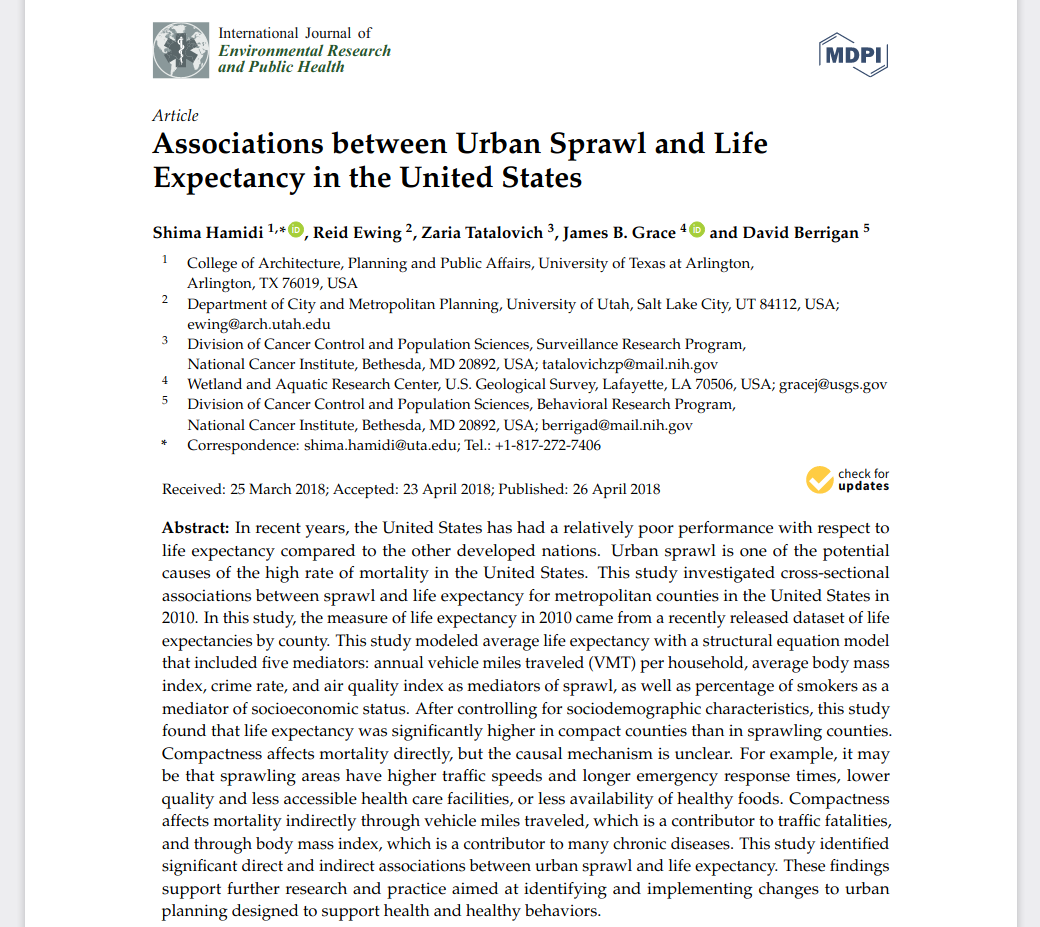 International Journal of
Environmental Research
and Public Health
MDPI
Article
Associations between Urban Sprawl and Life
Expectancy in the United States
Shima Hamidi 1,* iD, Reid Ewing 2, Zaria Tatalovich 3, James B. Grace 4 iD and David Berrigan 5
1 College of Architecture, Planning and Public Affairs, University of Texas at Arlington,
Arlington, TX 76019, USA
2 Department of City and Metropolitan Planning, University of Utah, Salt Lake City, UT 84112, USA;
ewing@arch.utah.edu
3 Division of Cancer Control and Population Sciences, Surveillance Research Program,
National Cancer Institute, Bethesda, MD 20892, USA; tatalovichzp@mail.nih.gov
4 Wetland and Aquatic Research Center, U.S. Geological Survey, Lafayette, LA 70506, USA; gracej@usgs.gov
5 Division of Cancer Control and Population Sciences, Behavioral Research Program,
National Cancer Institute, Bethesda, MD 20892, USA; berrigad@mail.nih.gov
* Correspondence: shima.hamidi@uta.edu; Tel.: +1-817-272-7406
check for
updates
Received: 25 March 2018; Accepted: 23 April 2018; Published: 26 April 2018
Abstract: In recent years, the United States has had a relatively poor performance with respect to
life expectancy compared to the other developed nations. Urban sprawl is one of the potential
causes of the high rate of mortality in the United States. This study investigated cross-sectional
associations between sprawl and life expectancy for metropolitan counties in the United States in
2010. In this study, the measure of life expectancy in 2010 came from a recently released dataset of life
expectancies by county. This study modeled average life expectancy with a structural equation model
that included five mediators: annual vehicle miles traveled (VMT) per household, average body mass
index, crime rate, and air quality index as mediators of sprawl, as well as percentage of smokers as a
mediator of socioeconomic status. After controlling for sociodemographic characteristics, this study
found that life expectancy was significantly higher in compact counties than in sprawling counties.
Compactness affects mortality directly, but the causal mechanism is unclear. For example, it may
be that sprawling areas have higher traffic speeds and longer emergency response times, lower
quality and less accessible health care facilities, or less availability of healthy foods. Compactness
affects mortality indirectly through vehicle miles traveled, which is a contributor to traffic fatalities,
and through body mass index, which is a contributor to many chronic diseases. This study identified
significant direct and indirect associations between urban sprawl and life expectancy. These findings
support further research and practice aimed at identifying and implementing changes to urban
planning designed to support health and healthy behaviors.